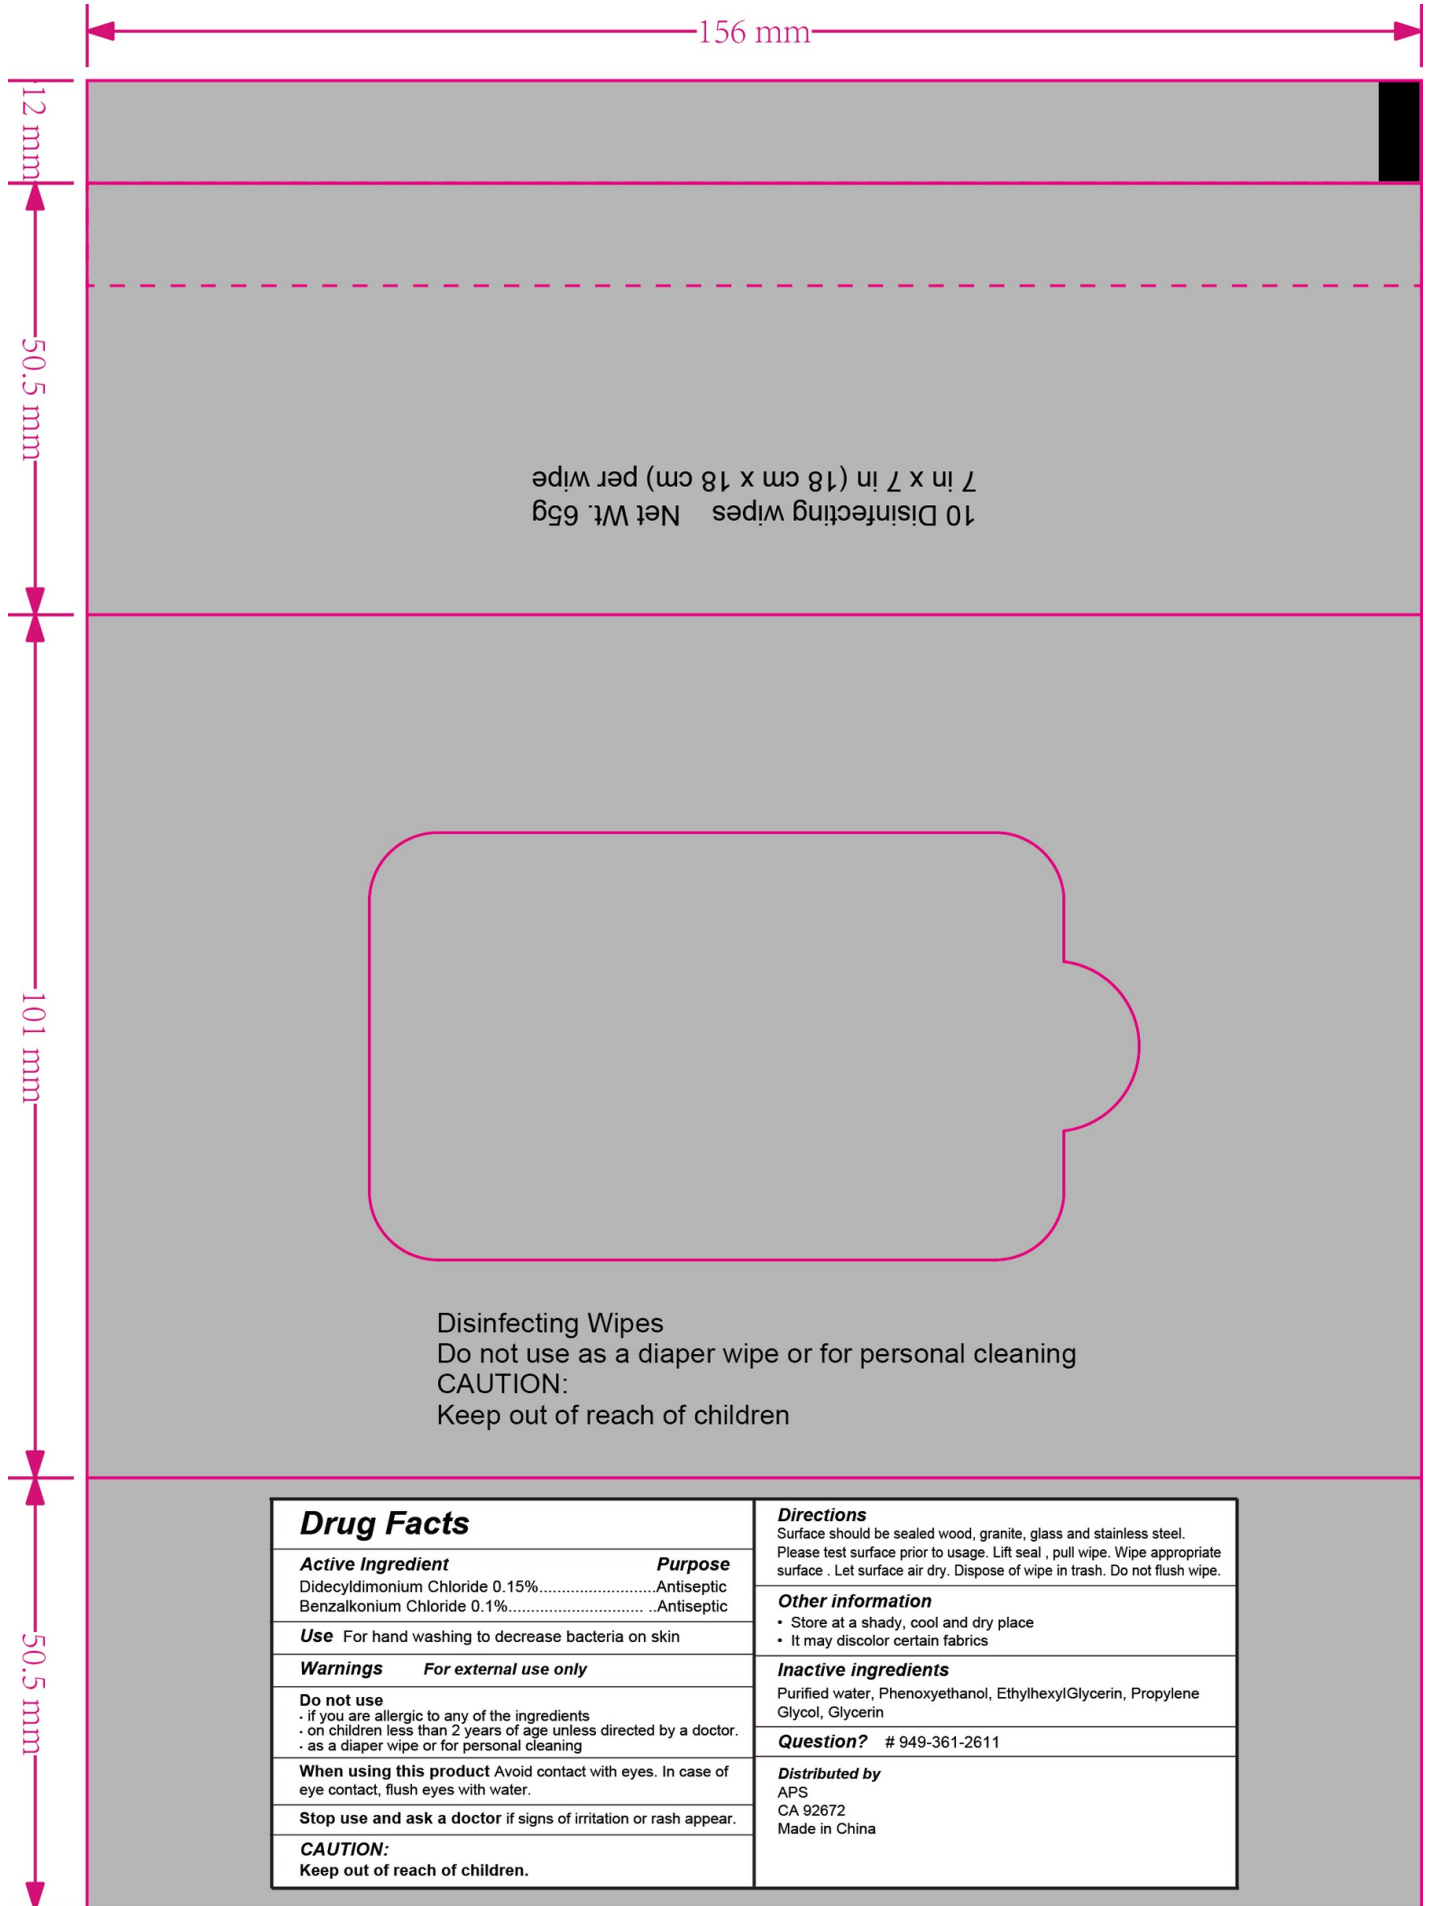 156 mm
12 mm
50.5 mm
10 Disinfecting wipes Net Wt. 65g
7 in x 7 in (18 cm x 18 cm) per wipe
101 mm
Disinfecting Wipes
Do not use as a diaper wipe or for personal cleaning
CAUTION:
Keep out of reach of children
50.5 mm
Drug Facts
Active Ingredient Purpose
Didecyldimonium Chloride 0.15%..........................Antiseptic
Benzalkonium Chloride 0.1%.............................. ..Antiseptic
Use For hand washing to decrease bacteria on skin
Warnings For external use only
Do not use
· if you are allergic to any of the ingredients
· on children less than 2 years of age unless directed by a doctor.
· as a diaper wipe or for personal cleaning
When using this product Avoid contact with eyes. In case of
eye contact, flush eyes with water.
Stop use and ask a doctor if signs of irritation or rash appear.
CAUTION:
Keep out of reach of children.
Directions
Surface should be sealed wood, granite, glass and stainless steel.
Please test surface prior to usage. Lift seal , pull wipe. Wipe appropriate
surface . Let surface air dry. Dispose of wipe in trash. Do not flush wipe.
Other information
• Store at a shady, cool and dry place
• It may discolor certain fabrics
Inactive ingredients
Purified water, Phenoxyethanol, EthylhexylGlycerin, Propylene
Glycol, Glycerin
Question? # 949-361-2611
Distributed by
APS
CA 92672
Made in China